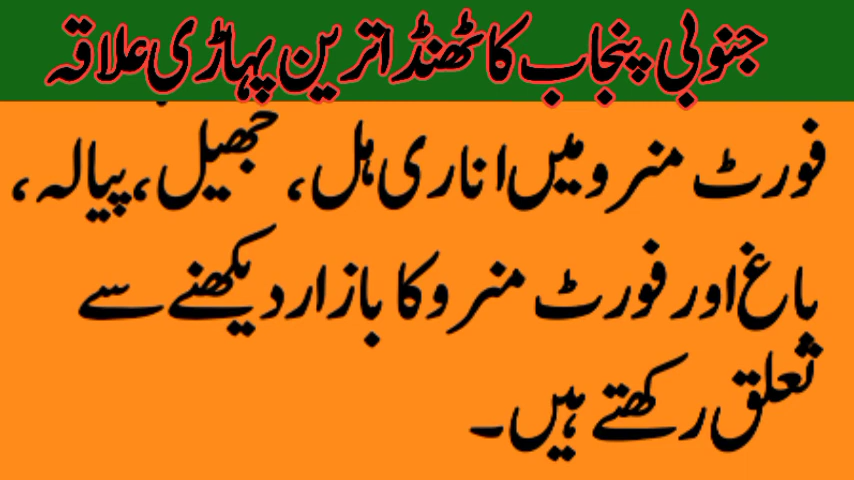 جنوبی پنجاب کا ٹھنڈا ترین پہاڑی علاقہ
فورٹ منرو میں اناری ہل، جھیل، پیالہ،
باغ اور فورٹ منرو کا بازار دیکھنے سے
تعلق رکھتے ہیں۔